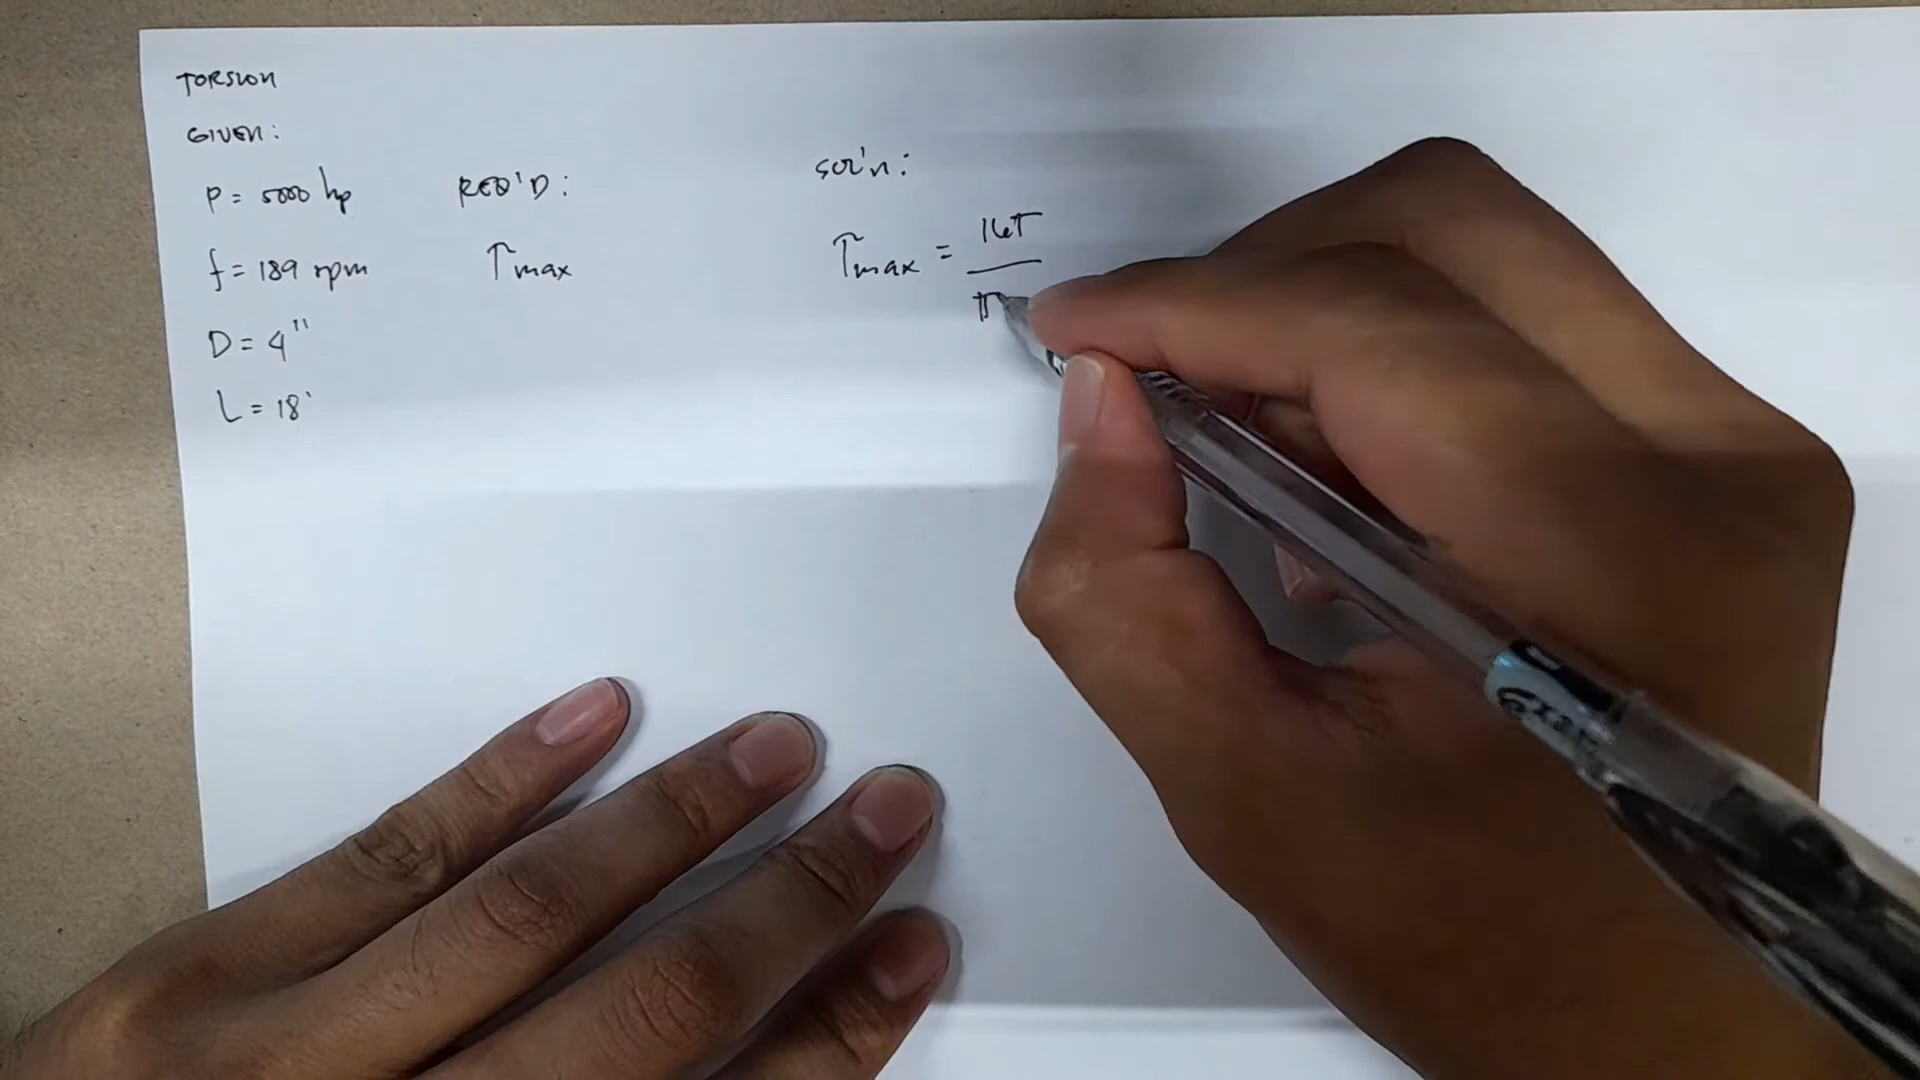 TORSION
GIVEN:
P = 5000 hp
f = 189 rpm
D = 4"
L = 18'
REQ'D:
τmax
SOL'N:
τmax = 16T
π